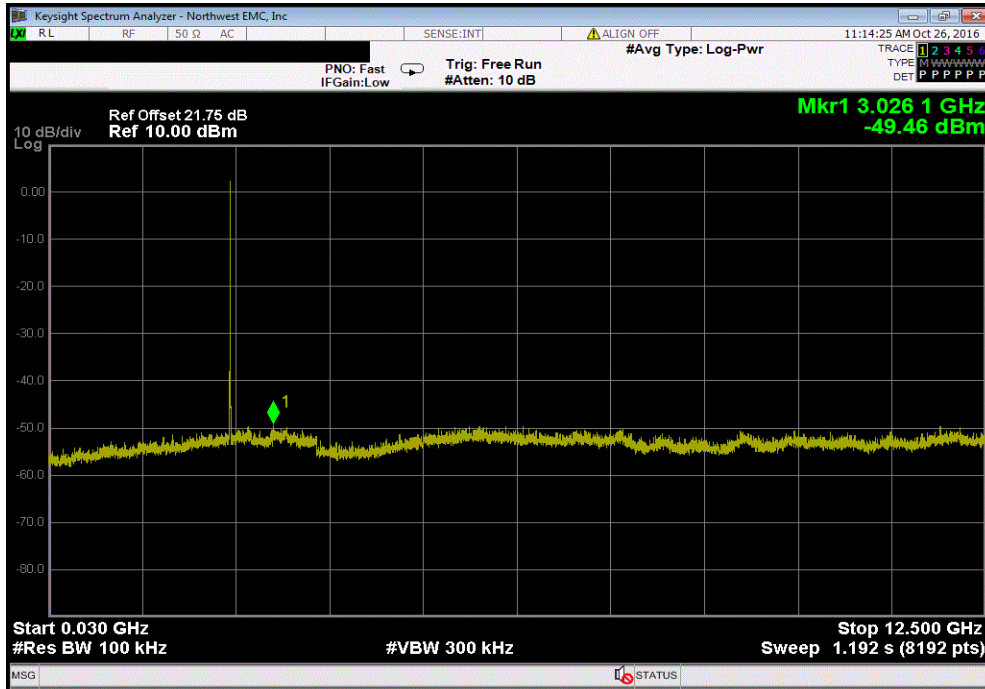 Keysight Spectrum Analyzer - Northwest EMC, Inc
LXI RL RF 50 Ω AC SENSE:INT ALIGN OFF 11:14:25 AM Oct 26, 2016
PNO: Fast Trig: Free Run #Avg Type: Log-Pwr TRACE 1 2 3 4 5 6
IFGain:Low #Atten: 10 dB TYPE M WWWWW
DET P P P P P P
Mkr1 3.026 1 GHz
-49.46 dBm
Ref Offset 21.75 dB
10 dB/div Ref 10.00 dBm
Log
0.00
-10.0
-20.0
-30.0
-40.0
1
-50.0
-60.0
-70.0
-80.0
Start 0.030 GHz Stop 12.500 GHz
#Res BW 100 kHz #VBW 300 kHz Sweep 1.192 s (8192 pts)
MSG STATUS